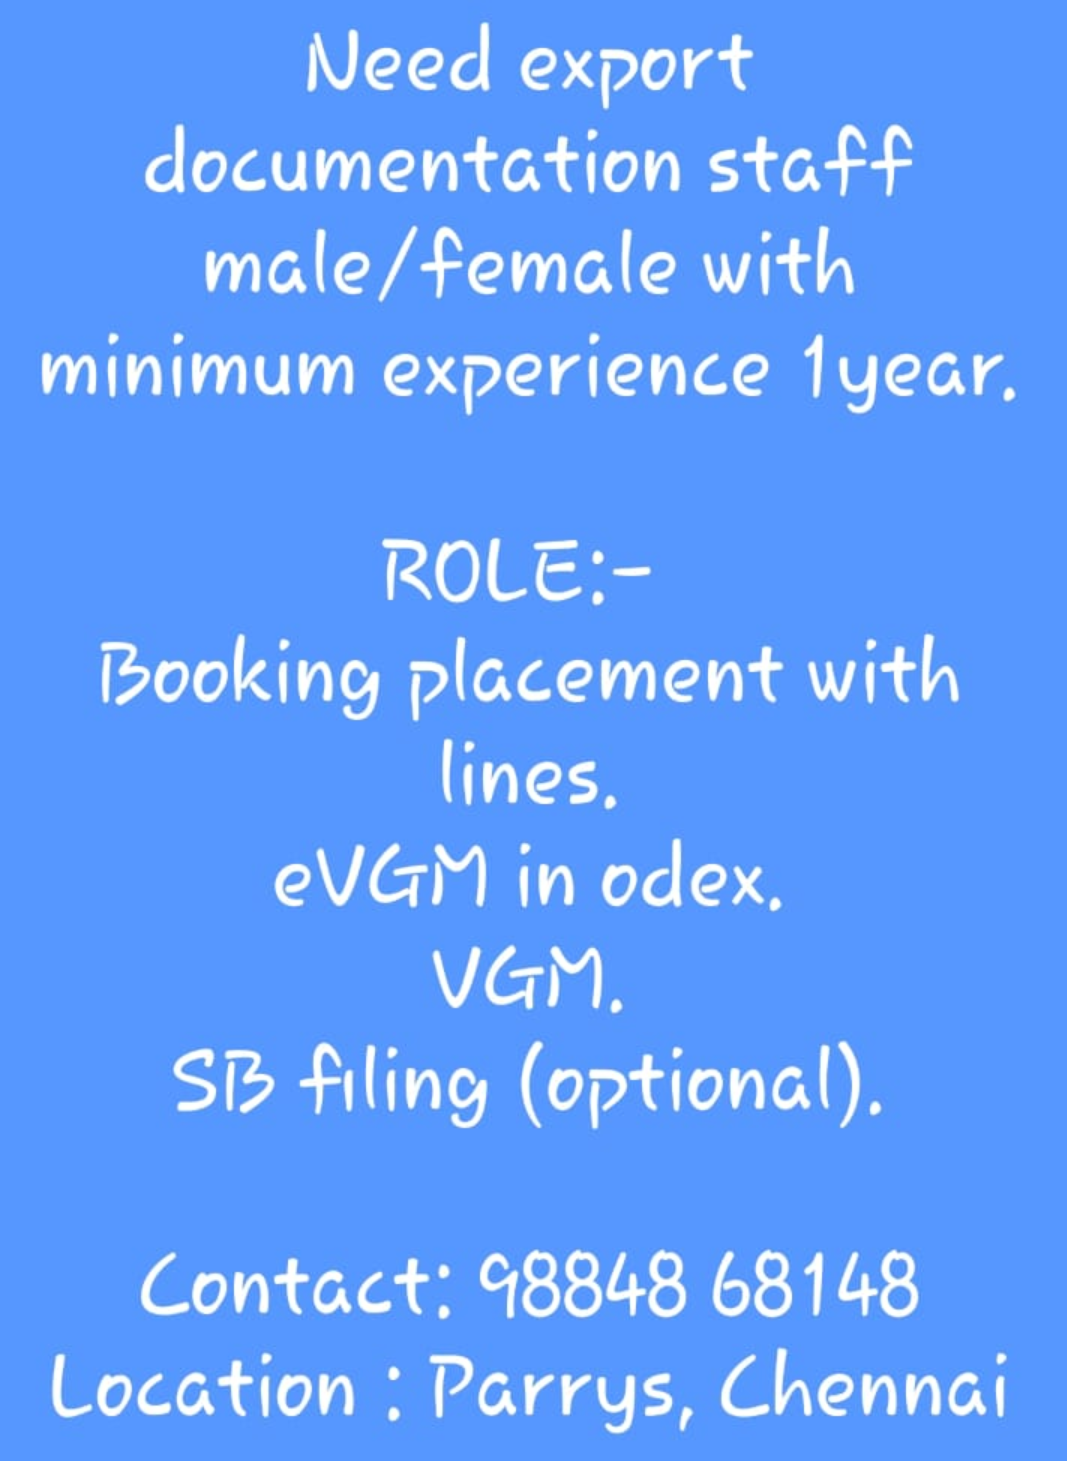 Need export
documentation staff
male/female with
minimum experience 1year.
ROLE:-
Booking placement with
lines.
eVGM in odex.
VGM.
SB filing (optional).
Contact: 98848 68148
Location : Parrys, Chennai